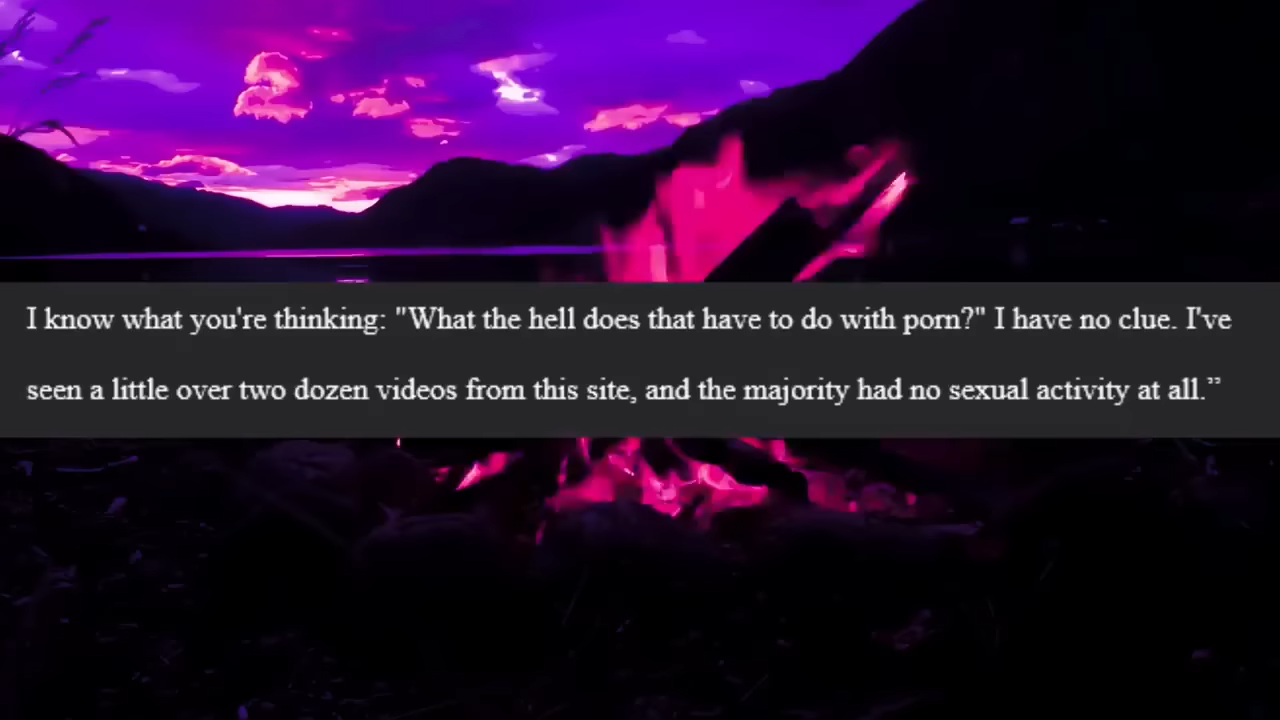 I know what you're thinking: "What the hell does that have to do with porn?" I have no clue. I've
seen a little over two dozen videos from this site, and the majority had no sexual activity at all.”